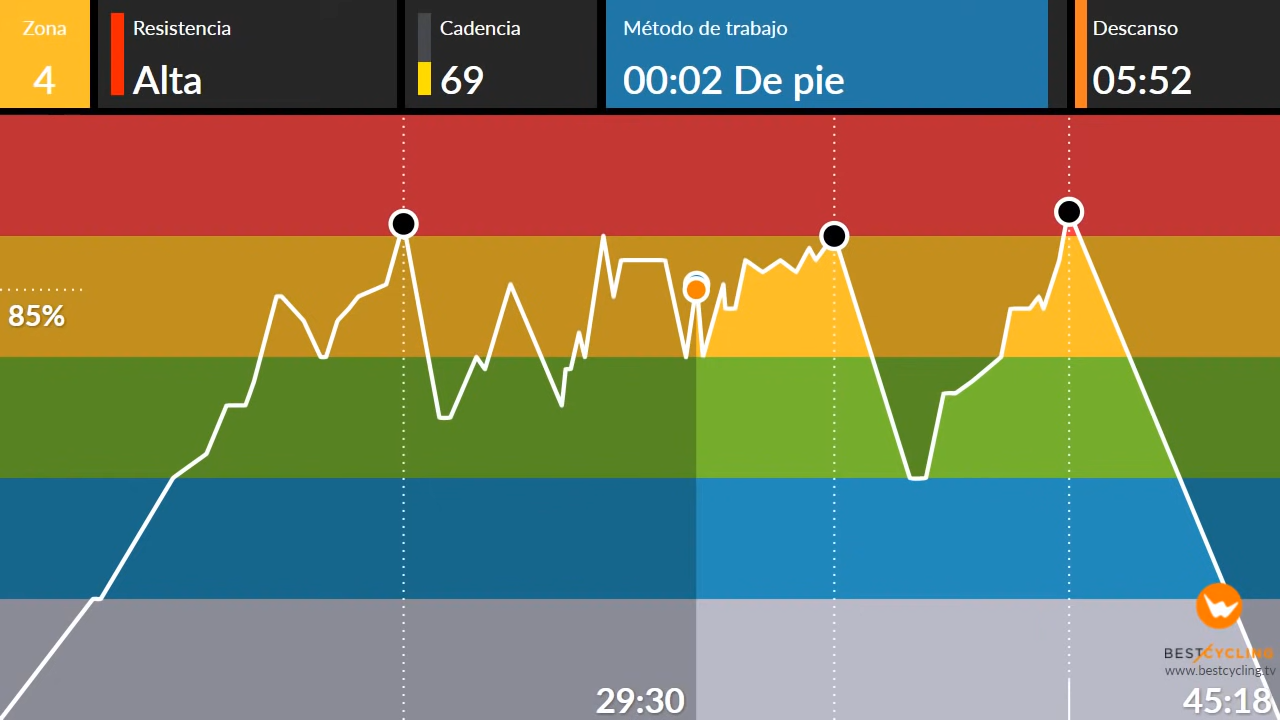 Zona
4
Resistencia
Alta
Cadencia
69
Método de trabajo
00:02 De pie
Descanso
05:52
85%
BESTCYCLING
www.bestcycling.tv
29:30
45:18